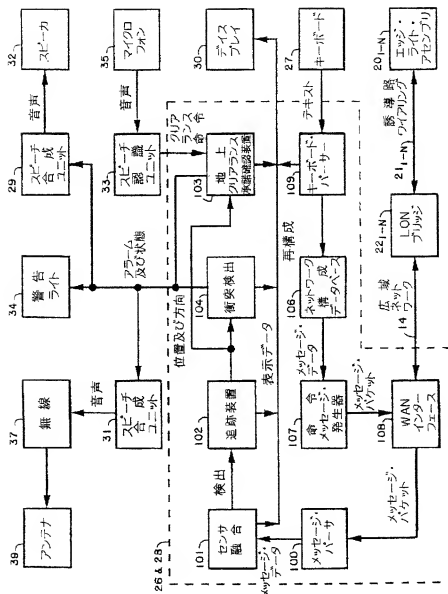 32
スピーカ
35
マイクロフォン
30
デイスプレイ
27
キーボード
20 1-N
エッジ・ライト・アセンブリ
音声
音声
テキスト
誘導路
ワイアリング
21 1-N
29
スピーチ合成ユニット
33
スピーチ認識ユニット
クリアランス命令
103
地上クリアランス承諾確認装置
109
キーボード・パーサー
22 1-N
LON ブリッジ
34
警告ライト
アラーム及び状態
位置及び方向
104
衝突検出
表示データ
再構成
106
ネットワーク構成データベース
広域ネットワーク
14
37
無線
音声
31
スピーチ合成ユニット
102
追跡装置
メッセージ・データ
107
命令メッセージ・発生器
メッセージ・パケット
108
WAN インターフェース
39
アンテナ
検出
101
センサ融合
メッセージ・データ
100
メッセージ・パーサ
メッセージ・パケット
26 & 28